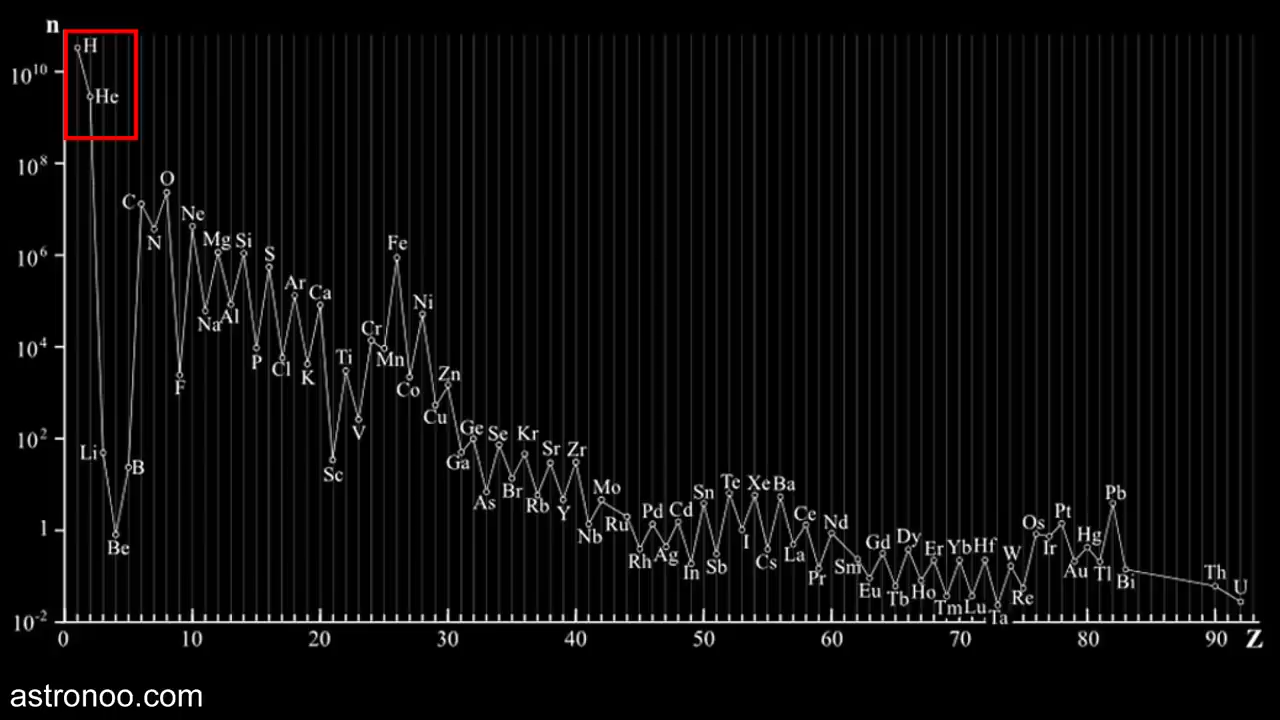 n
H
10¹⁰
He
10⁸
O
C
Ne
N
Mg Si
Fe
S
10⁶
Ar
Ca
Ni
Na Al
Cr
10⁴
Ti
Mn
P
Cl
K
Zn
F
Co
Cu
V
Ge Se Kr
10²
Sr Zr
Li
B
Ga
Sc
Te Xe Ba
Mo
As Br
Sn
Pb
Rb
Y
Pd Cd
Ce
Pt
Ru
Nd
Os
1
Nb
I
Dy
Hg
Be
Gd
Er Yb Hf
Ir
Rh Ag
W
La
Cs
Sm
In Sb
Au Tl
Pr
Th
Bi
Eu
U
Tb Ho
Re
Tm Lu
Ta
10⁻²
0 10 20 30 40 50 60 70 80 90 Z
astronoo.com